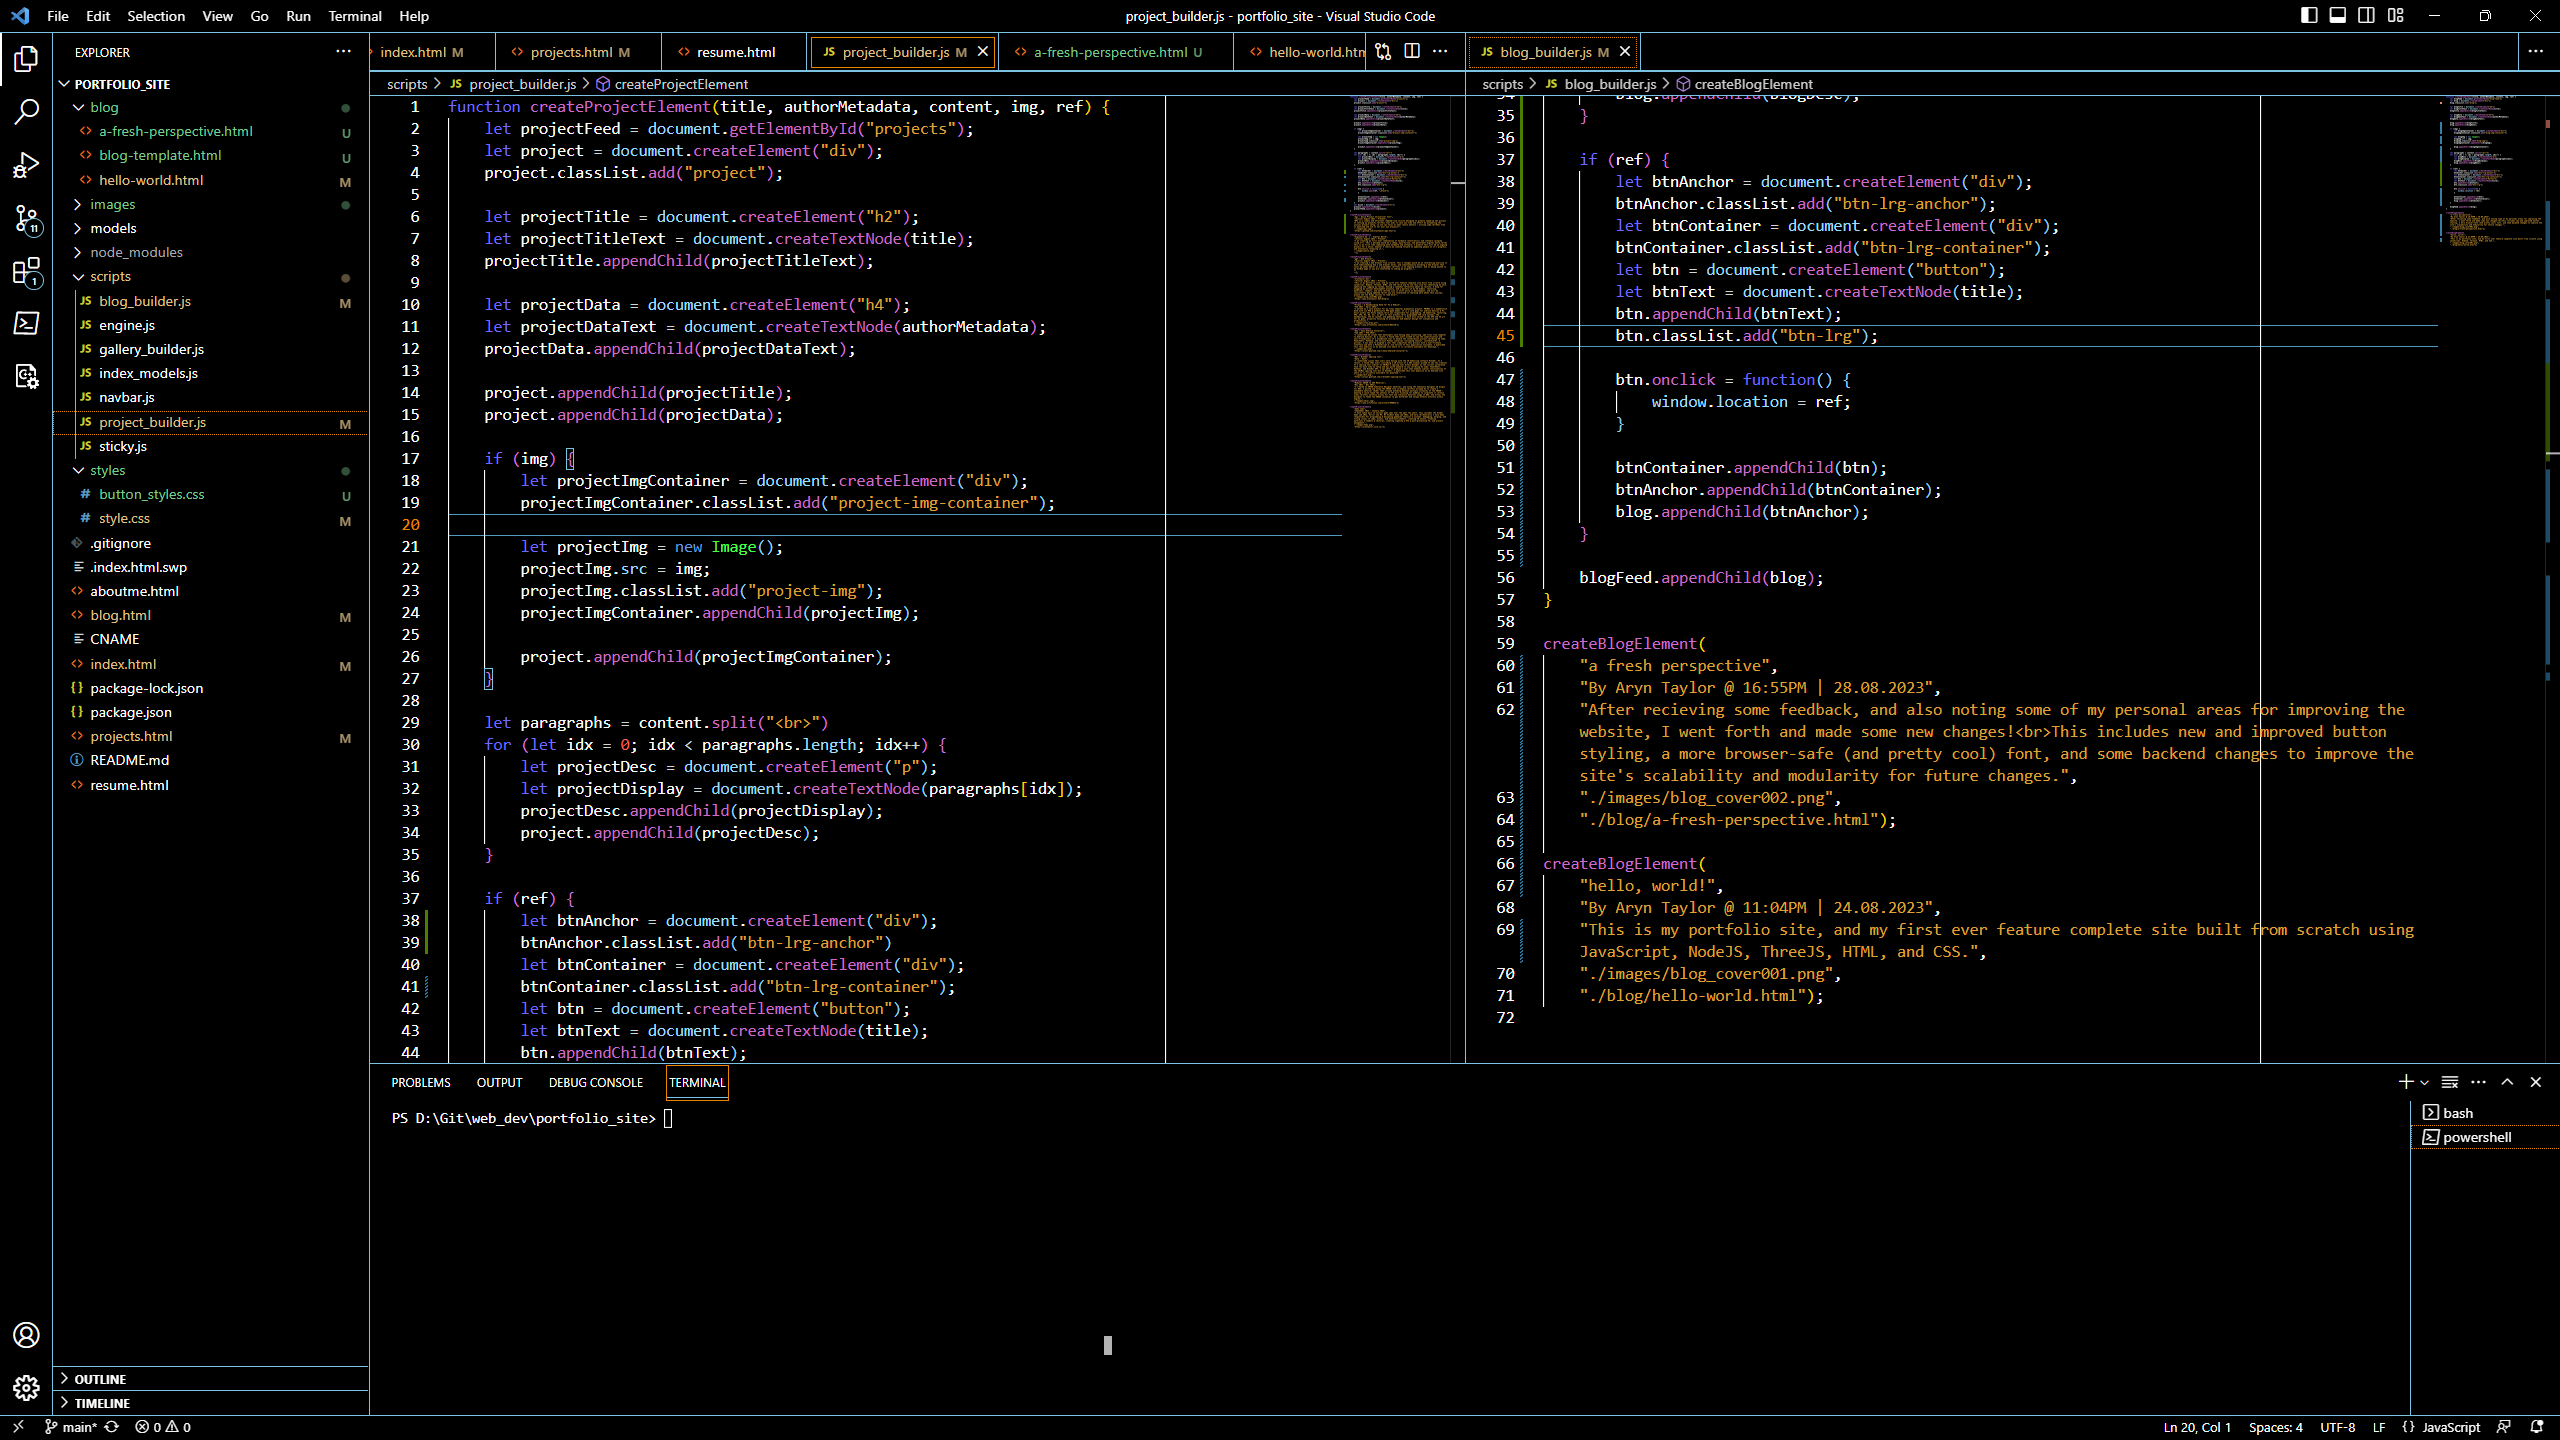 File Edit Selection View Go Run Terminal Help
project_builder.js - portfolio_site - Visual Studio Code
EXPLORER
PORTFOLIO_SITE
blog
a-fresh-perspective.html U
blog-template.html U
hello-world.html M
images
models
node_modules
scripts
JS blog_builder.js M
JS engine.js
JS gallery_builder.js
JS index_models.js
JS navbar.js
JS project_builder.js M
JS sticky.js
styles
# button_styles.css U
# style.css M
.gitignore
.index.html.swp
aboutme.html
blog.html M
CNAME
index.html M
package-lock.json
package.json
projects.html M
README.md
resume.html
OUTLINE
TIMELINE
11
1
index.html M
projects.html M
resume.html
JS project_builder.js M
a-fresh-perspective.html U
hello-world.htm
scripts > JS project_builder.js > createProjectElement
1 function createProjectElement(title, authorMetadata, content, img, ref) {
2 let projectFeed = document.getElementById("projects");
3 let project = document.createElement("div");
4 project.classList.add("project");
5
6 let projectTitle = document.createElement("h2");
7 let projectTitleText = document.createTextNode(title);
8 projectTitle.appendChild(projectTitleText);
9
10 let projectData = document.createElement("h4");
11 let projectDataText = document.createTextNode(authorMetadata);
12 projectData.appendChild(projectDataText);
13
14 project.appendChild(projectTitle);
15 project.appendChild(projectData);
16
17 if (img) {
18 let projectImgContainer = document.createElement("div");
19 projectImgContainer.classList.add("project-img-container");
20
21 let projectImg = new Image();
22 projectImg.src = img;
23 projectImg.classList.add("project-img");
24 projectImgContainer.appendChild(projectImg);
25
26 project.appendChild(projectImgContainer);
27 }
28
29 let paragraphs = content.split("<br>")
30 for (let idx = 0; idx < paragraphs.length; idx++) {
31 let projectDesc = document.createElement("p");
32 let projectDisplay = document.createTextNode(paragraphs[idx]);
33 projectDesc.appendChild(projectDisplay);
34 project.appendChild(projectDesc);
35 }
36
37 if (ref) {
38 let btnAnchor = document.createElement("div");
39 btnAnchor.classList.add("btn-lrg-anchor")
40 let btnContainer = document.createElement("div");
41 btnContainer.classList.add("btn-lrg-container");
42 let btn = document.createElement("button");
43 let btnText = document.createTextNode(title);
44 btn.appendChild(btnText);
JS blog_builder.js M
scripts > JS blog_builder.js > createBlogElement
34 blog.appendChild(blogDesc);
35 }
36
37 if (ref) {
38 let btnAnchor = document.createElement("div");
39 btnAnchor.classList.add("btn-lrg-anchor");
40 let btnContainer = document.createElement("div");
41 btnContainer.classList.add("btn-lrg-container");
42 let btn = document.createElement("button");
43 let btnText = document.createTextNode(title);
44 btn.appendChild(btnText);
45 btn.classList.add("btn-lrg");
46
47 btn.onclick = function() {
48 window.location = ref;
49 }
50
51 btnContainer.appendChild(btn);
52 btnAnchor.appendChild(btnContainer);
53 blog.appendChild(btnAnchor);
54 }
55
56 blogFeed.appendChild(blog);
57 }
58
59 createBlogElement(
60 "a fresh perspective",
61 "By Aryn Taylor @ 16:55PM | 28.08.2023",
62 "After recieving some feedback, and also noting some of my personal areas for improving the
website, I went forth and made some new changes!<br>This includes new and improved button
styling, a more browser-safe (and pretty cool) font, and some backend changes to improve the
site's scalability and modularity for future changes.",
63 "./images/blog_cover002.png",
64 "./blog/a-fresh-perspective.html");
65
66 createBlogElement(
67 "hello, world!",
68 "By Aryn Taylor @ 11:04PM | 24.08.2023",
69 "This is my portfolio site, and my first ever feature complete site built from scratch using
JavaScript, NodeJS, ThreeJS, HTML, and CSS.",
70 "./images/blog_cover001.png",
71 "./blog/hello-world.html");
72
PROBLEMS OUTPUT DEBUG CONSOLE TERMINAL
PS D:\Git\web_dev\portfolio_site>
bash
powershell
main* 0 0
Ln 20, Col 1 Spaces: 4 UTF-8 LF {} JavaScript